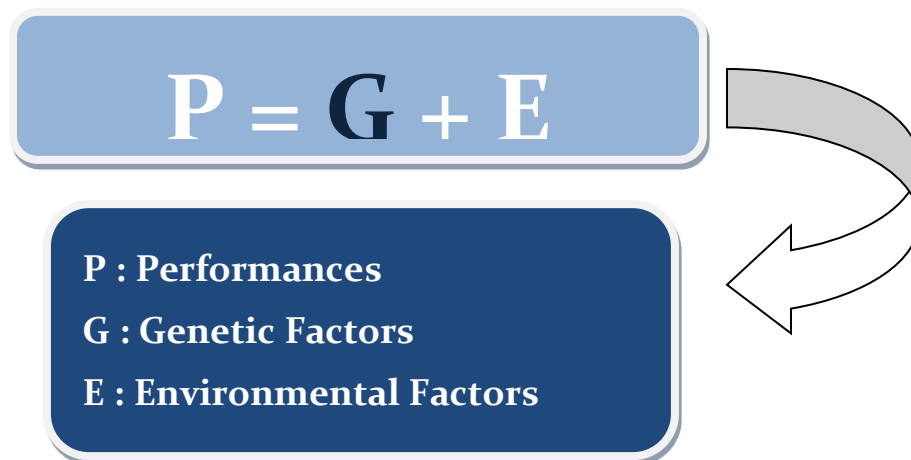 P = G + E
P : Performances
G : Genetic Factors
E : Environmental Factors